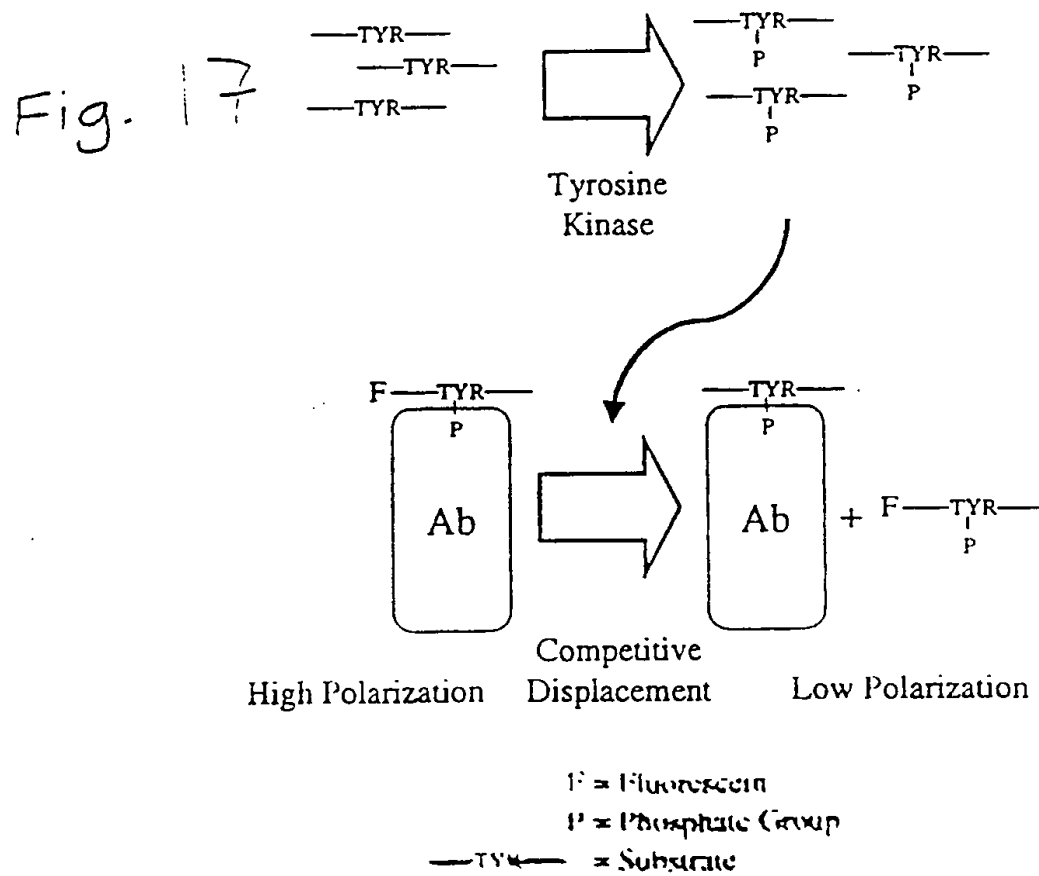 Fig. 17
—TYR—
—TYR—
—TYR—
—TYR—
P
—TYR—
P
—TYR—
P
Tyrosine
Kinase
F—TYR—
P
Ab
—TYR—
P
Ab
+ F—TYR—
P
Competitive
Displacement
High Polarization
Low Polarization
F = Fluorescein
P = Phosphate Group
—TYR— = Substrate